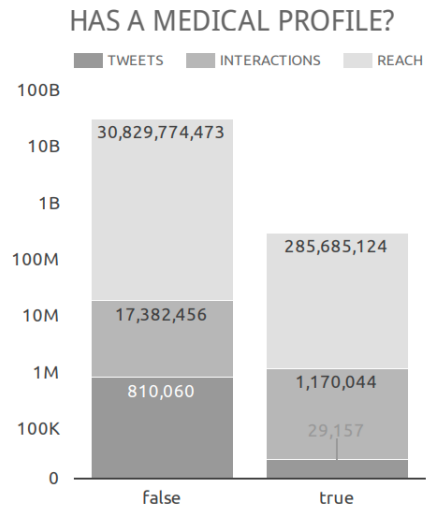 HAS A MEDICAL PROFILE?
TWEETS INTERACTIONS REACH
100B
10B
1B
100M
10M
1M
100K
0
30,829,774,473
17,382,456
810,060
285,685,124
1,170,044
29,157
false true